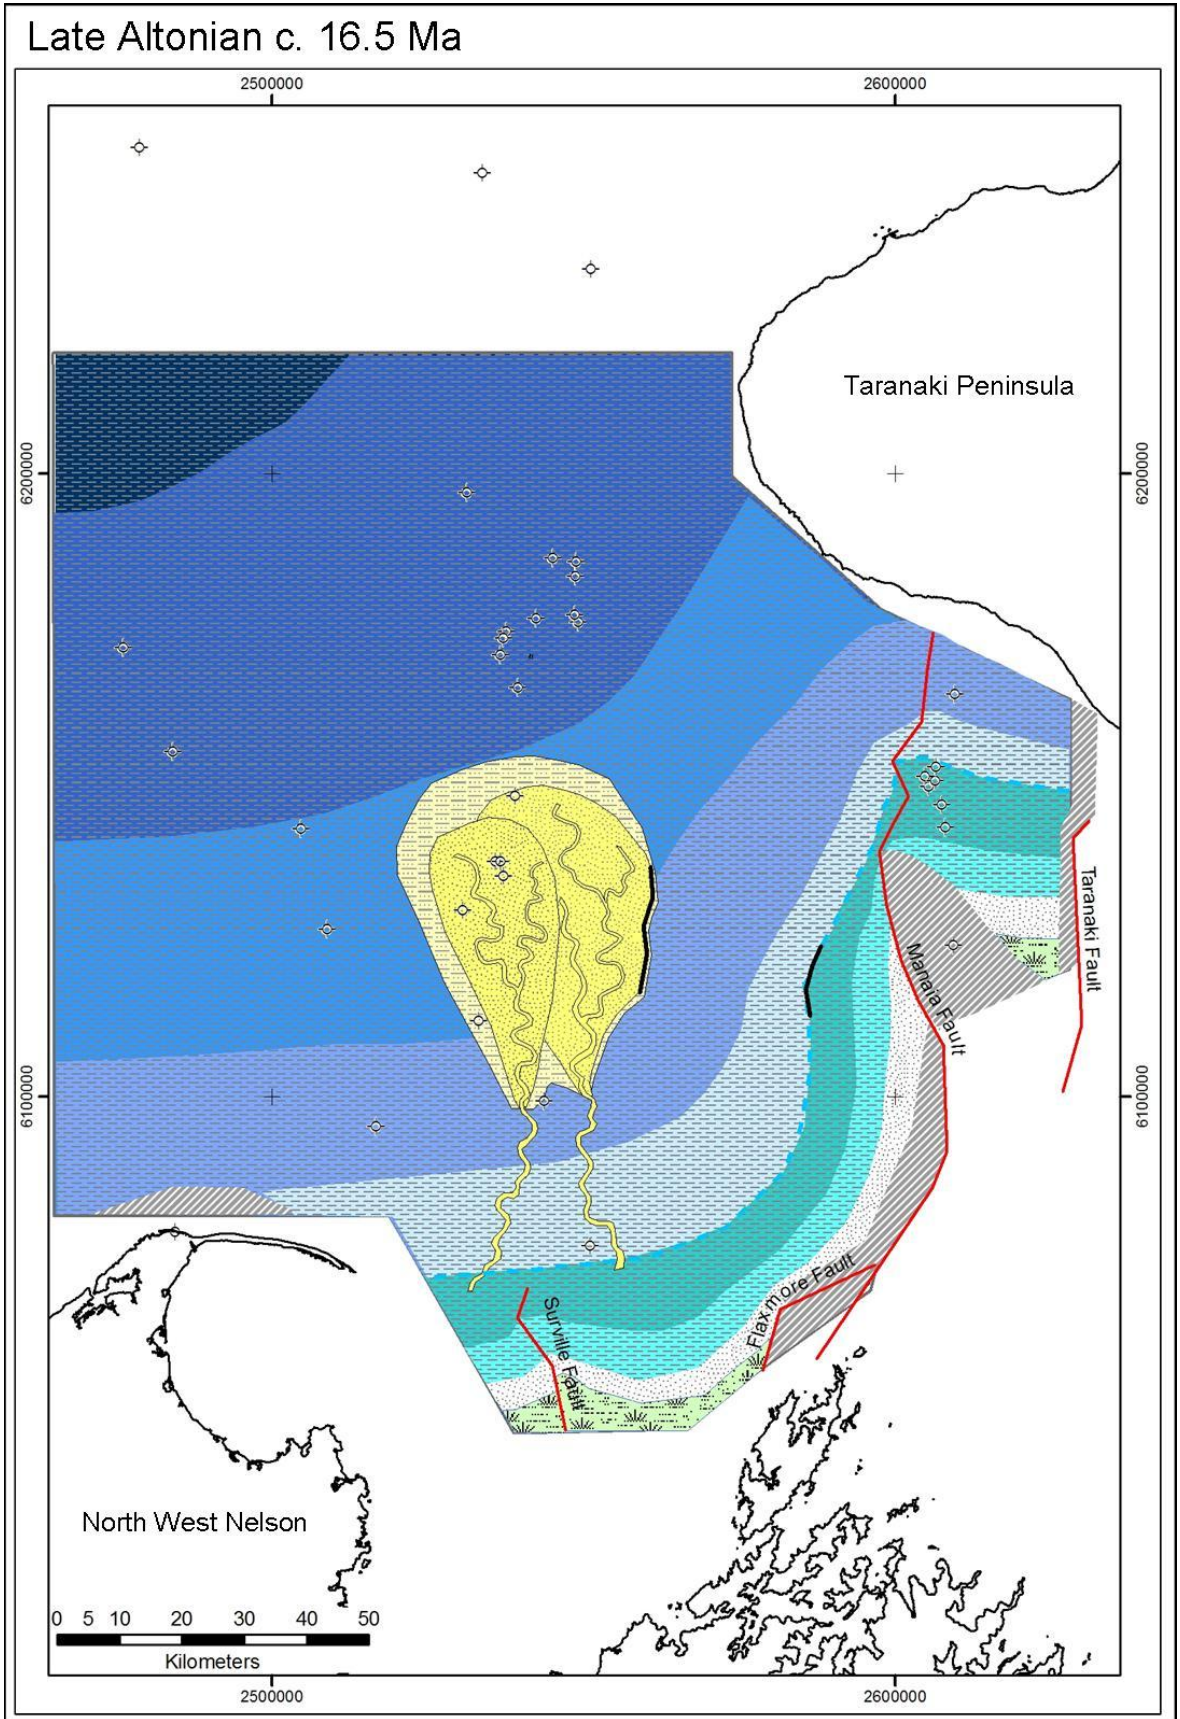 Late Altonian c. 16.5 Ma
2500000
2600000
Taranaki Peninsula
6200000
6200000
Taranaki Fault
Manaia Fault
6100000
6100000
Flaxmore Fault
Surville Fault
North West Nelson
0 5 10 20 30 40 50
Kilometers
2500000
2600000